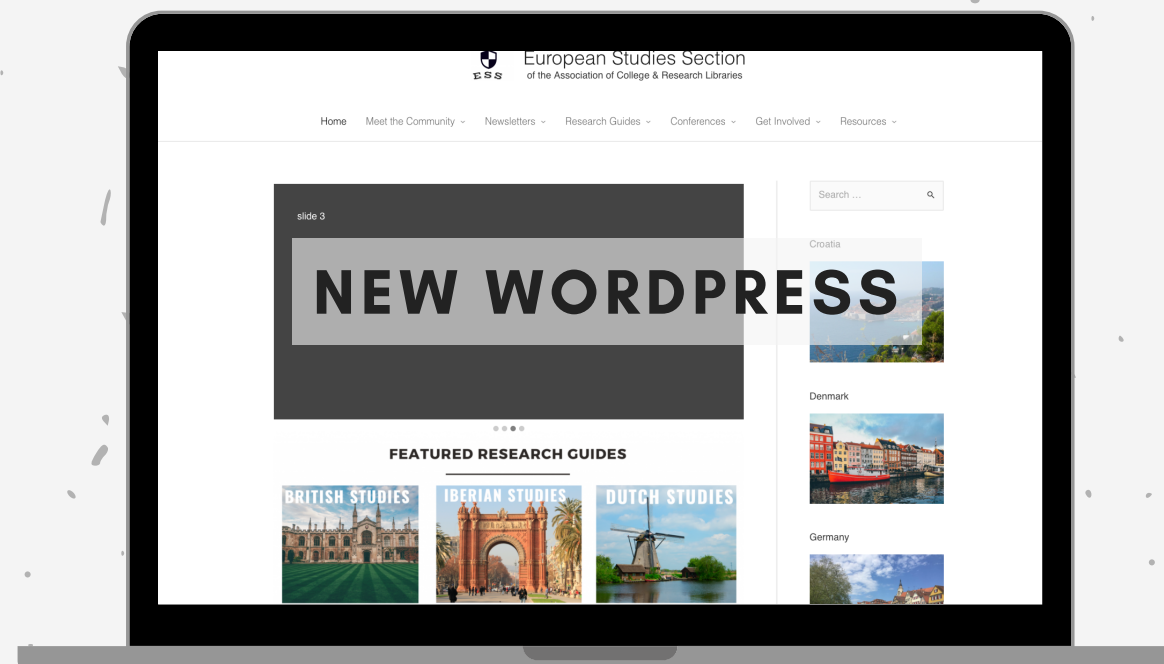 European Studies Section
ESS
of the Association of College & Research Libraries
Home
Meet the Community
Newsletters
Research Guides
Conferences
Get Involved
Resources
slide 3
Search ...
Croatia
NEW WORDPRESS
Denmark
FEATURED RESEARCH GUIDES
BRITISH STUDIES
IBERIAN STUDIES
DUTCH STUDIES
Germany